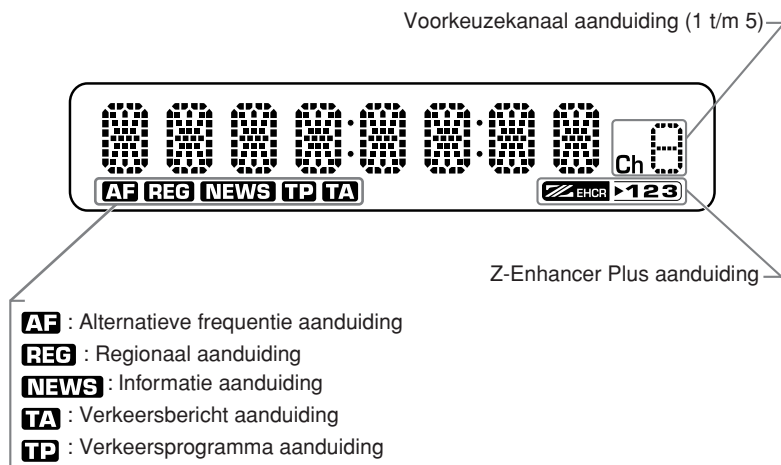 Voorkeuzekanaal aanduiding (1 t/m 5)
Ch
AF REG NEWS TP TA
Z EHCR ▶123
Z-Enhancer Plus aanduiding
AF : Alternatieve frequentie aanduiding
REG : Regionaal aanduiding
NEWS : Informatie aanduiding
TA : Verkeersbericht aanduiding
TP : Verkeersprogramma aanduiding